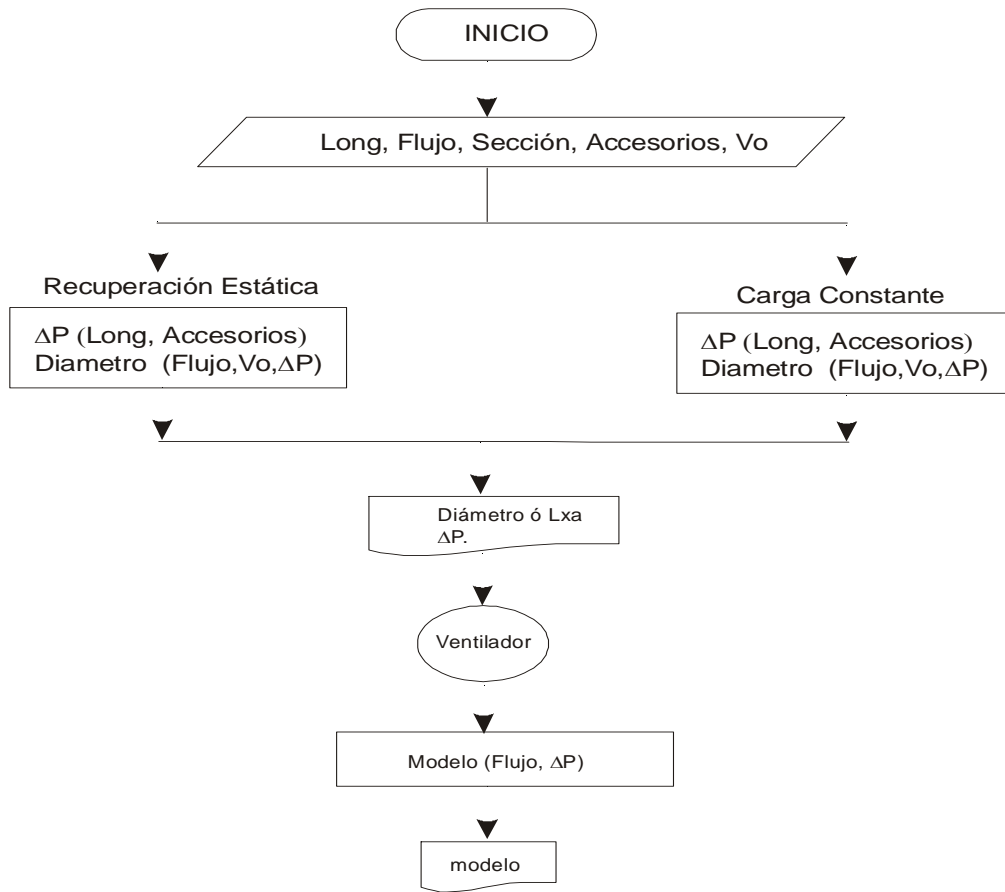 INICIO
Long, Flujo, Sección, Accesorios, Vo
Recuperación Estática
ΔP (Long, Accesorios)
Diametro (Flujo,Vo,ΔP)
Carga Constante
ΔP (Long, Accesorios)
Diametro (Flujo,Vo,ΔP)
Diámetro ó Lxa
ΔP.
Ventilador
Modelo (Flujo, ΔP)
modelo